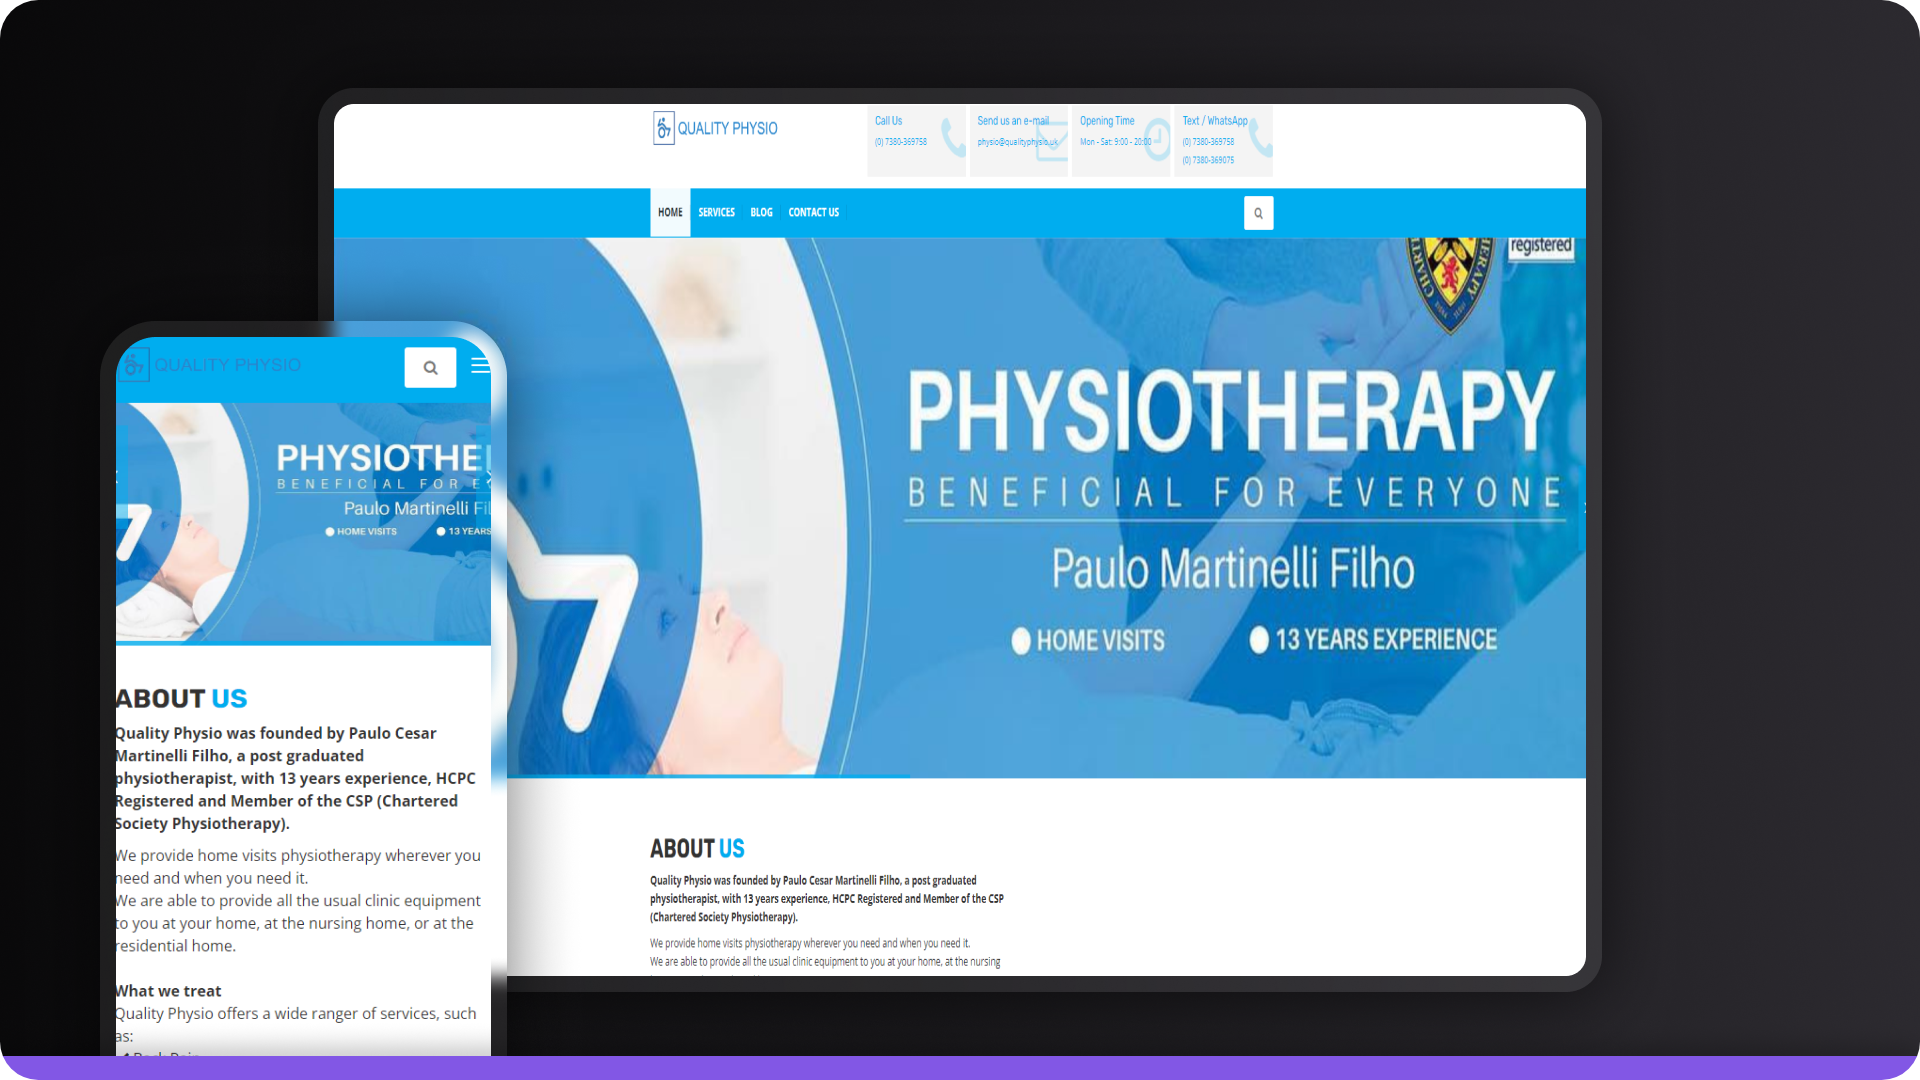 QUALITY PHYSIO
Call Us
(0) 7380-369758
Send us an e-mail
physio@qualityphysio.uk
Opening Time
Mon - Sat: 9:00 - 20:00
Text / WhatsApp
(0) 7380-369758
(0) 7380-369075
HOME SERVICES BLOG CONTACT US
registered
PHYSIOTHERAPY
BENEFICIAL FOR EVERYONE
Paulo Martinelli Filho
HOME VISITS 13 YEARS EXPERIENCE
ABOUT US
Quality Physio was founded by Paulo Cesar Martinelli Filho, a post graduated
physiotherapist, with 13 years experience, HCPC Registered and Member of the CSP
(Chartered Society Physiotherapy).
We provide home visits physiotherapy wherever you need and when you need it.
We are able to provide all the usual clinic equipment to you at your home, at the nursing
QUALITY PHYSIO
PHYSIOTHE
BENEFICIAL FOR E
Paulo Martinelli Fil
HOME VISITS 13 YEARS
ABOUT US
Quality Physio was founded by Paulo Cesar
Martinelli Filho, a post graduated
physiotherapist, with 13 years experience, HCPC
Registered and Member of the CSP (Chartered
Society Physiotherapy).
We provide home visits physiotherapy wherever you
need and when you need it.
We are able to provide all the usual clinic equipment
to you at your home, at the nursing home, or at the
residential home.
What we treat
Quality Physio offers a wide ranger of services, such
as: